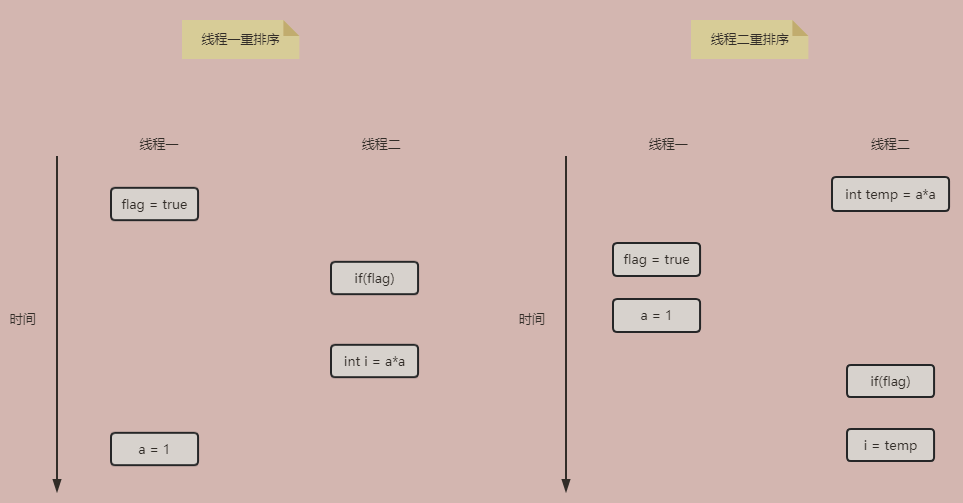 线程一重排序
线程一
线程二
flag = true
if(flag)
时间
int i = a*a
a = 1
线程二重排序
线程一
线程二
int temp = a*a
flag = true
时间
a = 1
if(flag)
i = temp